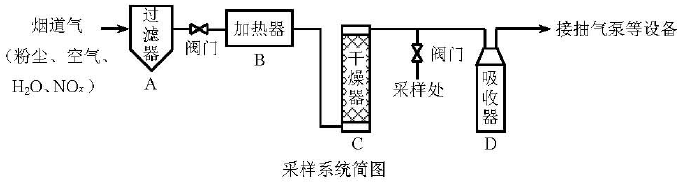 烟道气
（粉尘、空气、
H₂O、NOₓ）
过滤器
A
阀门
加热器
B
干燥器
C
阀门
采样处
吸收器
D
接抽气泵等设备
采样系统简图